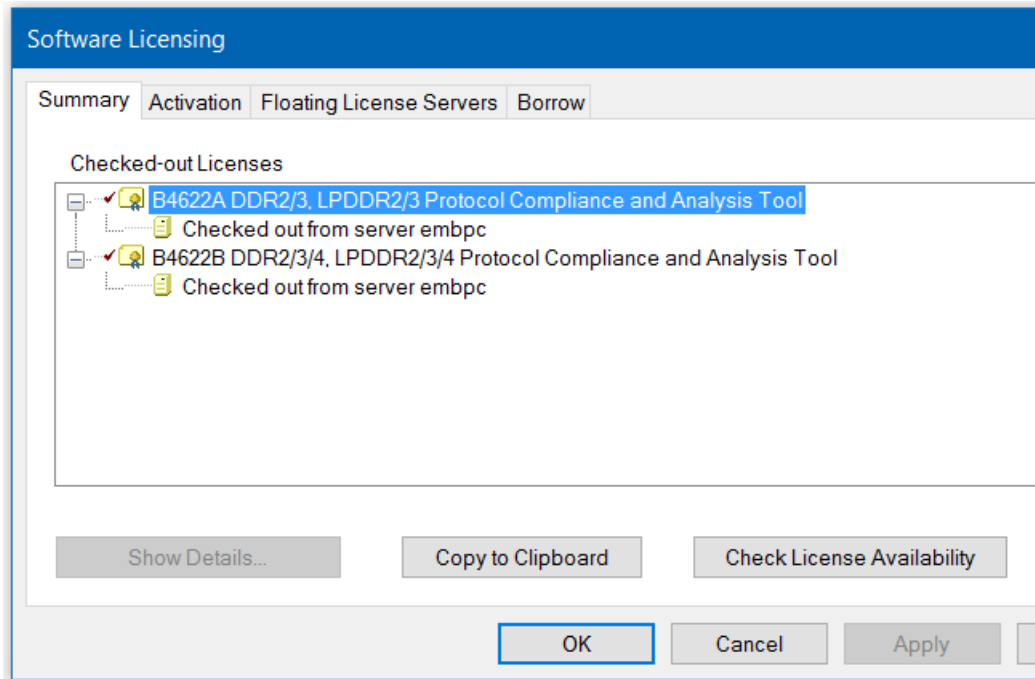 Software Licensing
Summary Activation Floating License Servers Borrow
Checked-out Licenses
B4622A DDR2/3, LPDDR2/3 Protocol Compliance and Analysis Tool
Checked out from server embpc
B4622B DDR2/3/4, LPDDR2/3/4 Protocol Compliance and Analysis Tool
Checked out from server embpc
Show Details... Copy to Clipboard Check License Availability
OK Cancel Apply